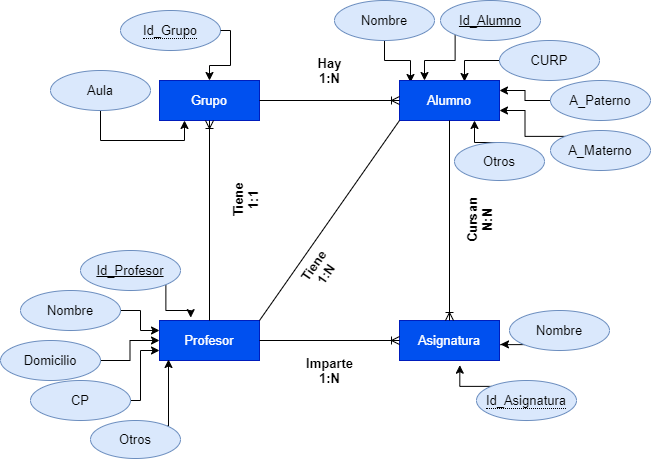 Nombre
Id_Alumno
Id_Grupo
CURP
Hay
1:N
Aula
Grupo
Alumno
A_Paterno
A_Materno
Otros
Tiene
1:1
Cursan
N:N
Tiene
1:N
Id_Profesor
Nombre
Profesor
Asignatura
Nombre
Domicilio
Imparte
1:N
CP
Id_Asignatura
Otros